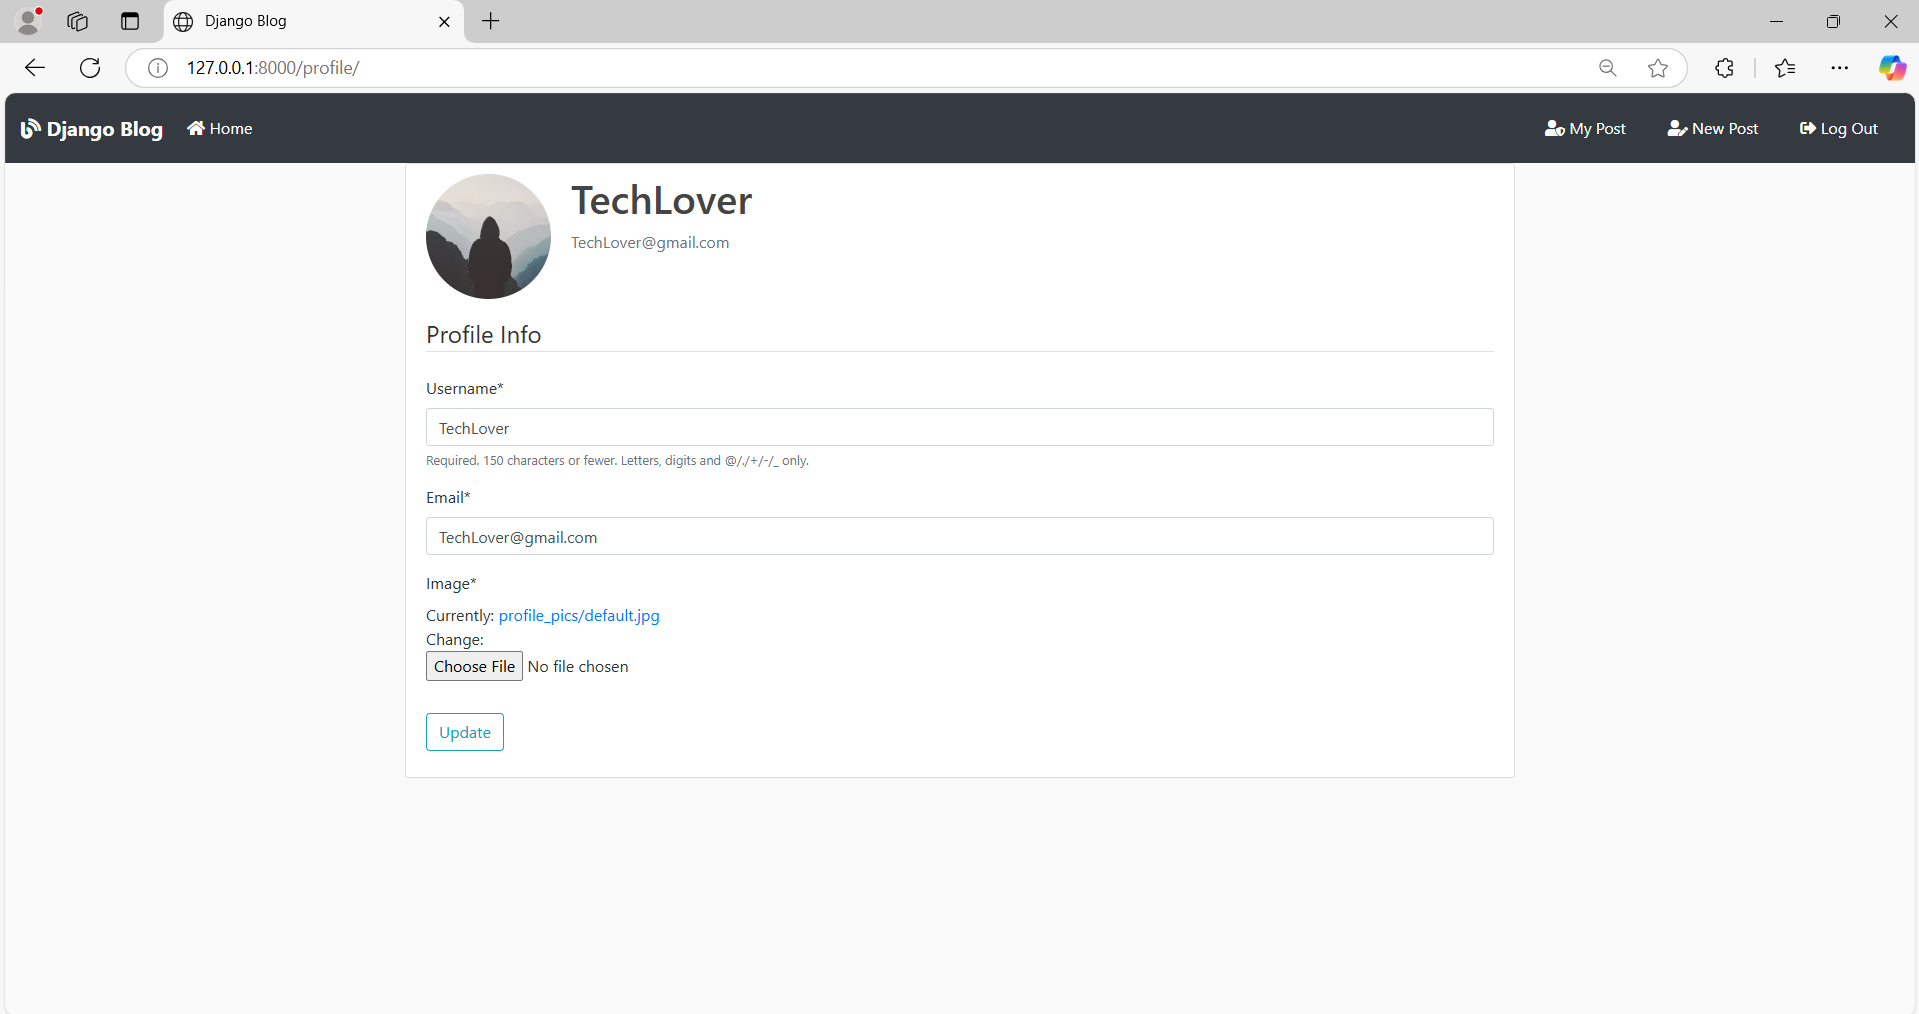 Django Blog
127.0.0.1:8000/profile/
Django Blog Home My Post New Post Log Out
TechLover
TechLover@gmail.com
Profile Info
Username*
TechLover
Required. 150 characters or fewer. Letters, digits and @/./+/-/_ only.
Email*
TechLover@gmail.com
Image*
Currently: profile_pics/default.jpg
Change:
Choose File No file chosen
Update